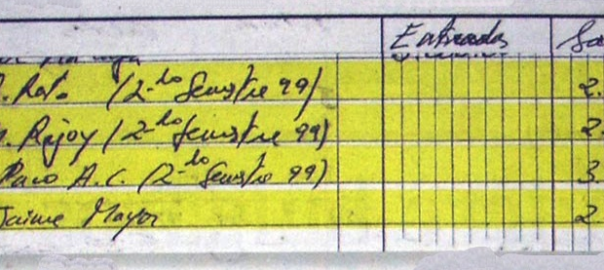 Entradas Sa
. Rato (2-do Semestre 99) 2.
. Rajoy (2-do Semestre 99) 2.
Paco A.C. (2-do Semestre 99) 3.
Jaime Mayor 2